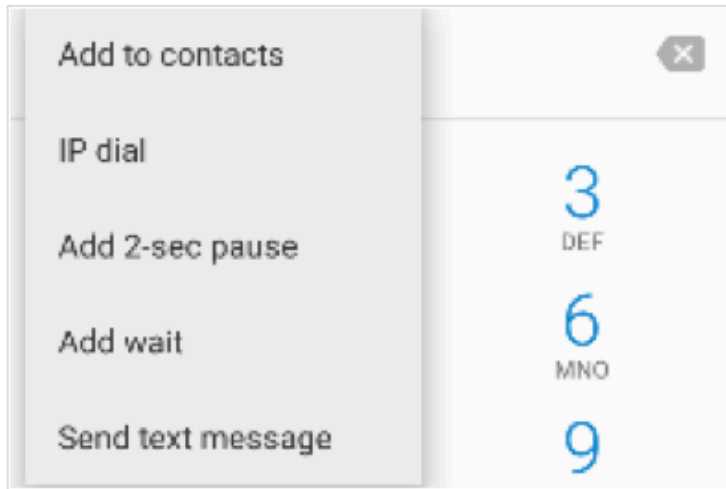 Add to contacts
IP dial
3
DEF
Add 2-sec pause
6
Add wait
MNO
Send text message
9